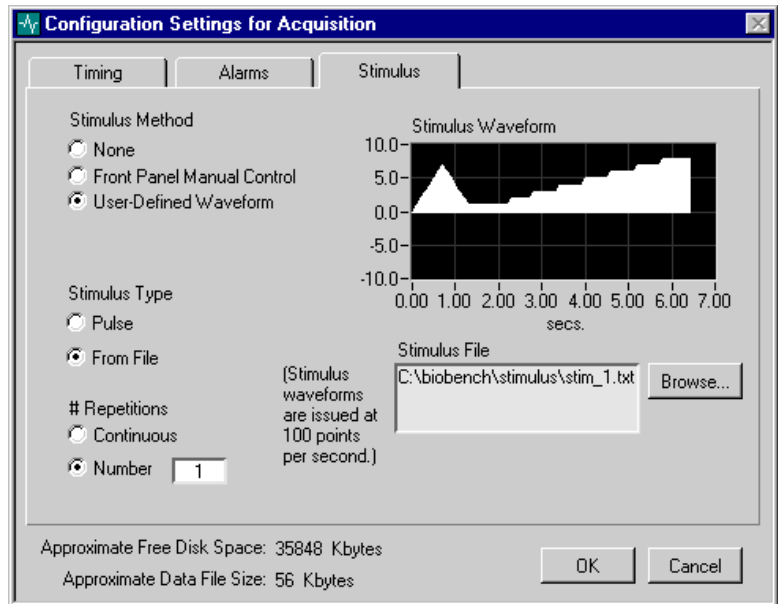 Configuration Settings for Acquisition
Timing
Alarms
Stimulus
Stimulus Method
None
Front Panel Manual Control
User-Defined Waveform
Stimulus Waveform
10.0
5.0
0.0
-5.0
-10.0
0.00 1.00 2.00 3.00 4.00 5.00 6.00 7.00
secs.
Stimulus Type
Pulse
From File
# Repetitions
Continuous
Number 1
(Stimulus
waveforms
are issued at
100 points
per second.)
Stimulus File
C:\biobench\stimulus\stim_1.txt
Browse...
Approximate Free Disk Space: 35848 Kbytes
Approximate Data File Size: 56 Kbytes
OK
Cancel